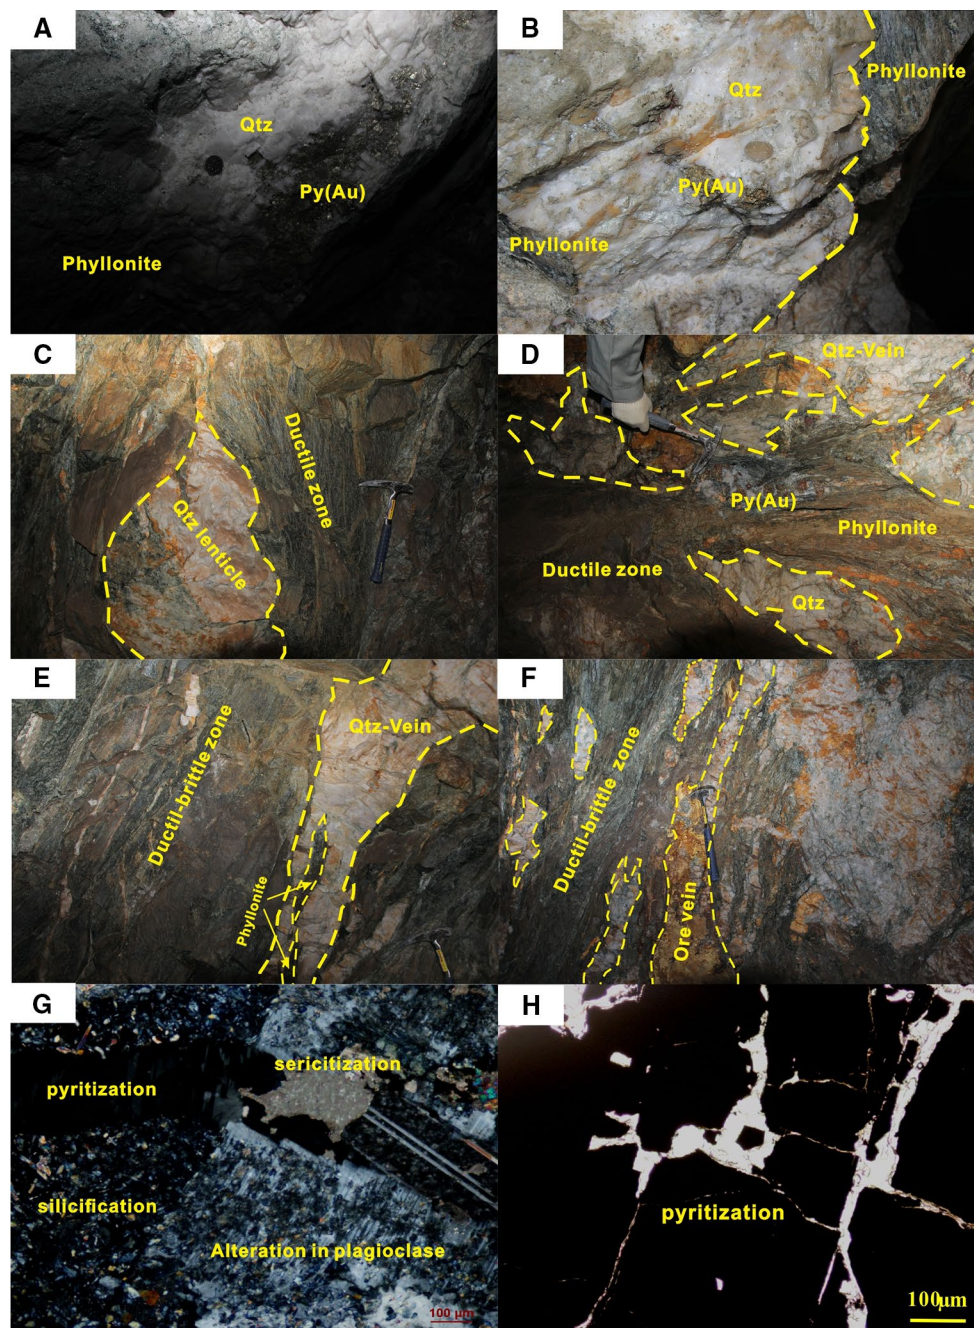 A
Qtz
Py(Au)
Phyllonite
B
Phyllonite
Qtz
Py(Au)
Phyllonite
C
Ductile zone
Qtz lenticle
D
Qtz-Vein
Py(Au)
Phyllonite
Ductile zone
Qtz
E
Qtz-Vein
Ductil-brittle zone
Phyllonite
F
Ductil-brittle zone
Ore vein
G
sericitization
pyritization
silicification
Alteration in plagioclase
100 μm
H
pyritization
100μm